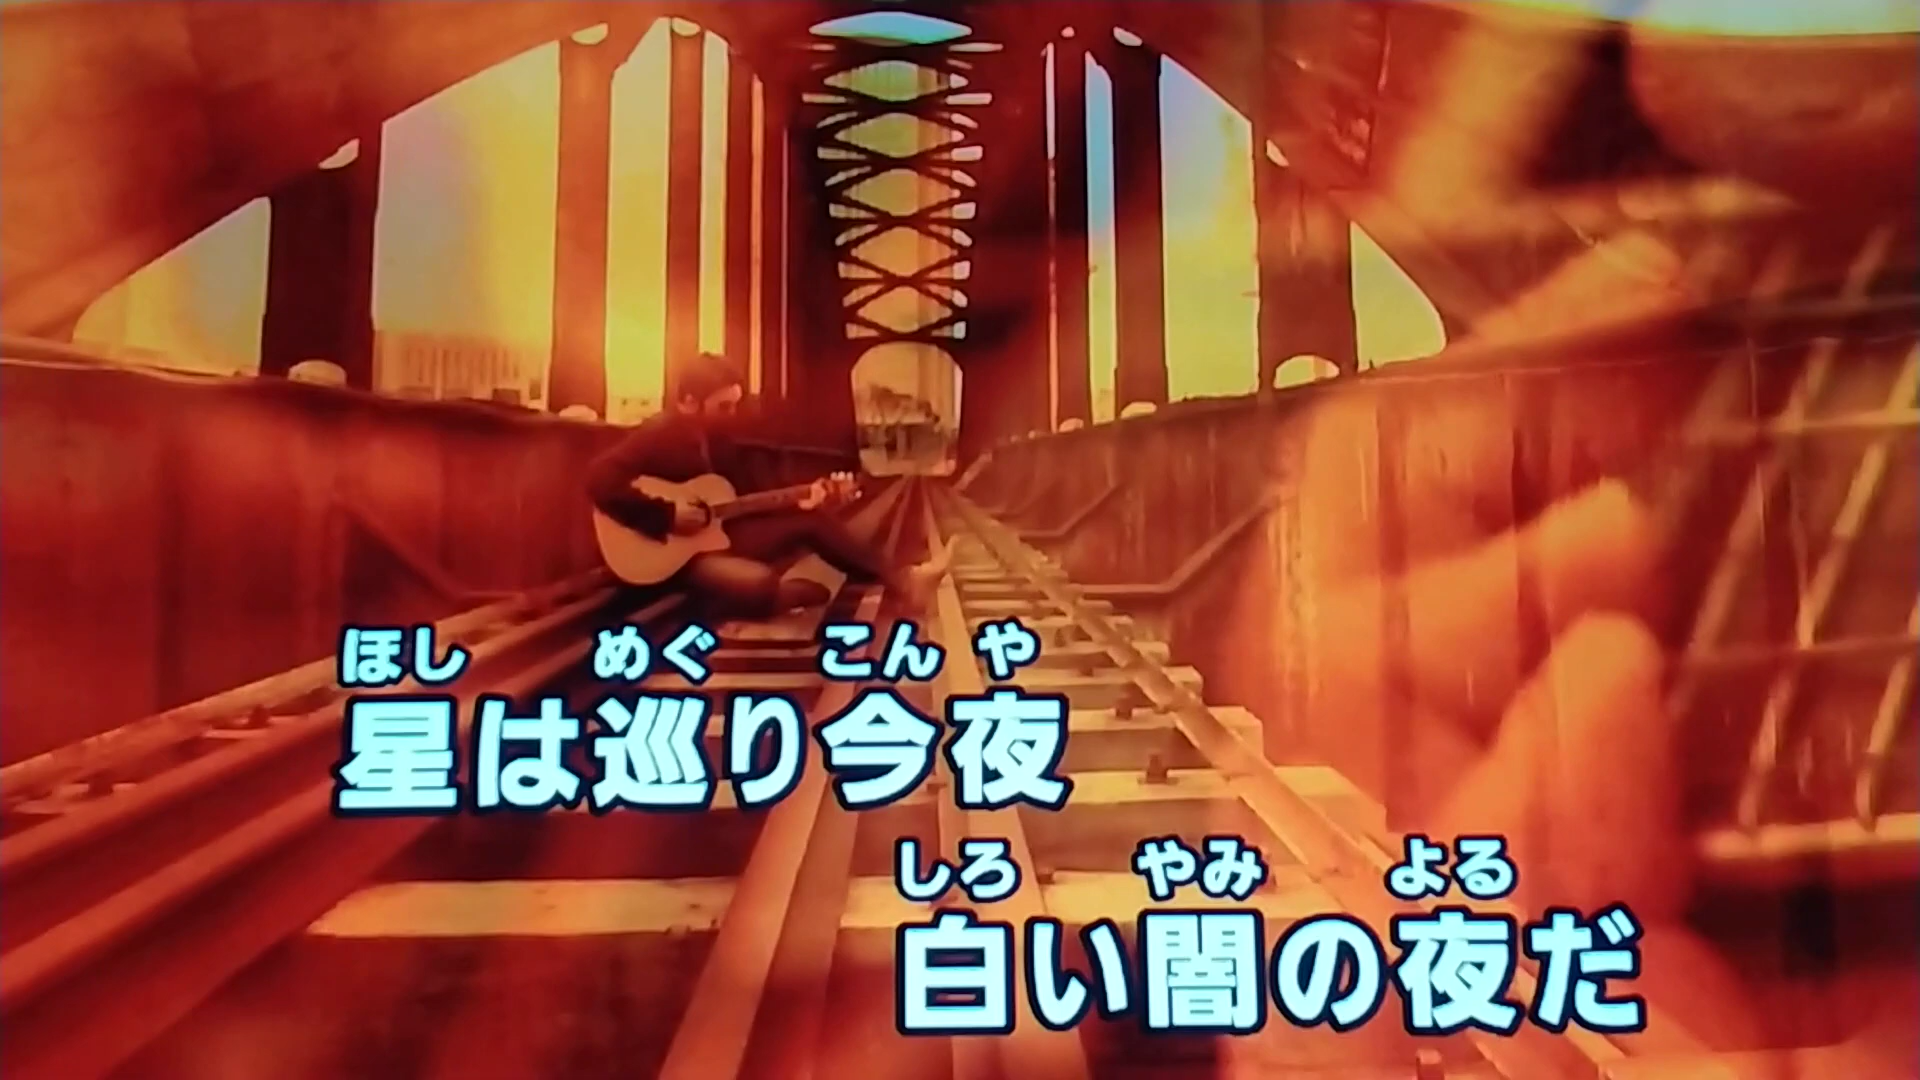 ほし めぐ こん や
星は巡り今夜
しろ やみ よる
白い闇の夜だ